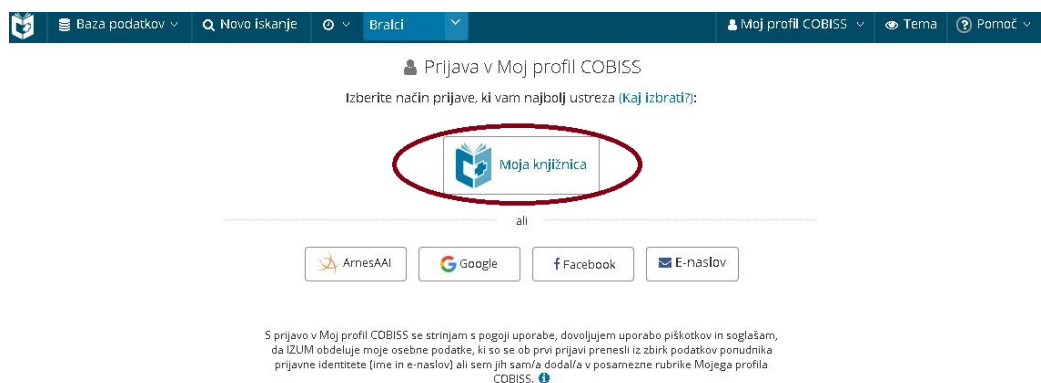 Baza podatkov Novo iskanje Bralci Moj profil COBISS Tema Pomoč
Prijava v Moj profil COBISS
Izberite način prijave, ki vam najbolj ustreza (Kaj izbrati?):
Moja knjižnica
ali
ArnesAAI Google Facebook E-naslov
S prijavo v Moj profil COBISS se strinjam s pogoji uporabe, dovoljujem uporabo piškotkov in soglašam,
da IZUM obdeluje moje osebne podatke, ki so se ob prvi prijavi prenesli iz zbirk podatkov ponudnika
prijavne identitete (ime in e-naslov) ali sem jih sam/a dodal/a v posamezne rubrike Mojega profila
COBISS.